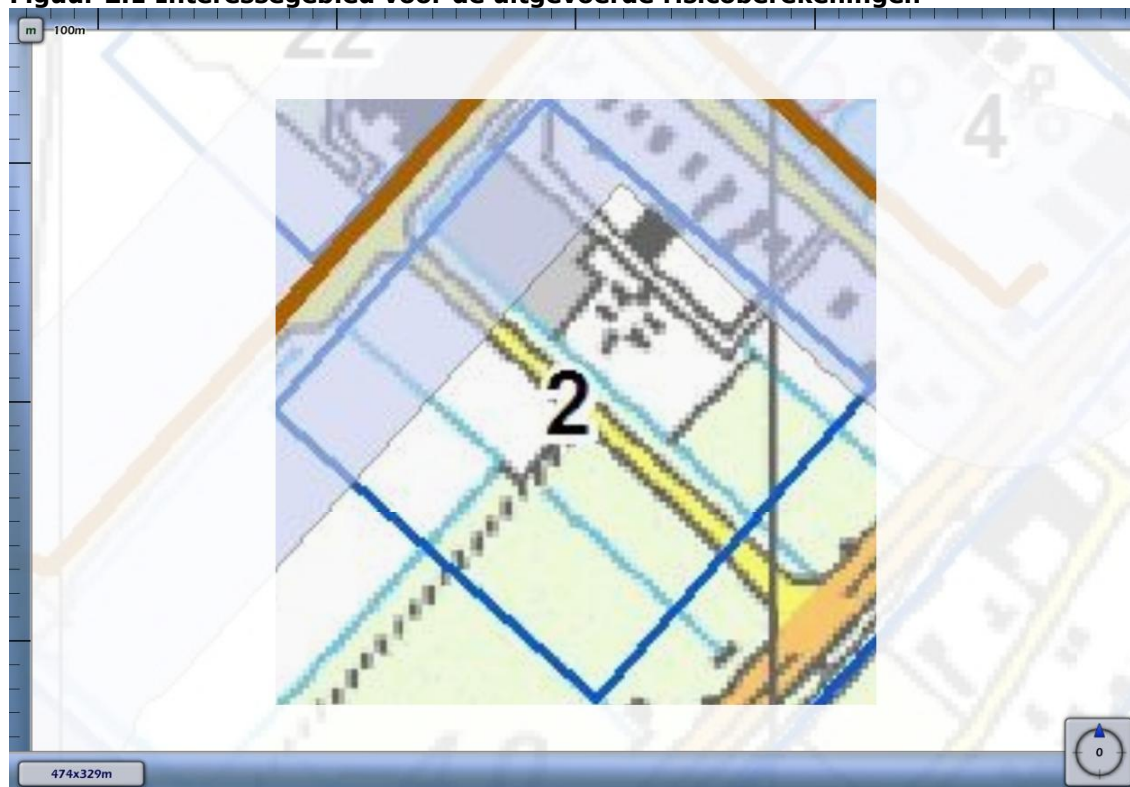 Figuur 2.1 Interessegebied voor de uitgevoerde risicoberekeningen
m 100m
22
4
2
474x329m
0